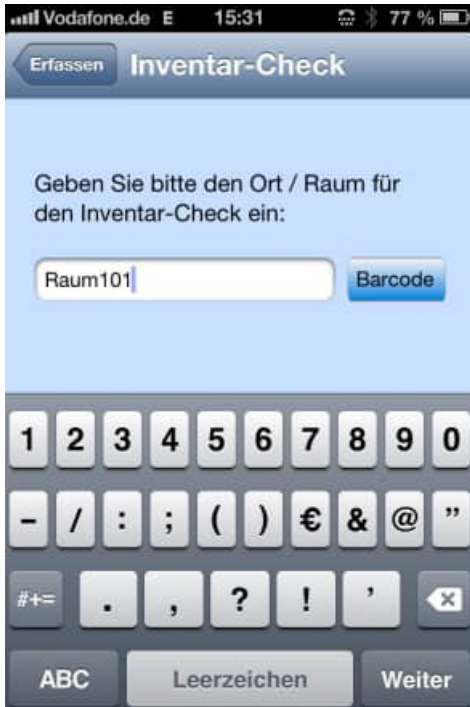 Vodafone.de E 15:31 77 %
Erfassen Inventar-Check
Geben Sie bitte den Ort / Raum für
den Inventar-Check ein:
Raum101 Barcode
1 2 3 4 5 6 7 8 9 0
- / : ; ( ) € & @ ”
#+= . , ? ! ’
ABC Leerzeichen Weiter